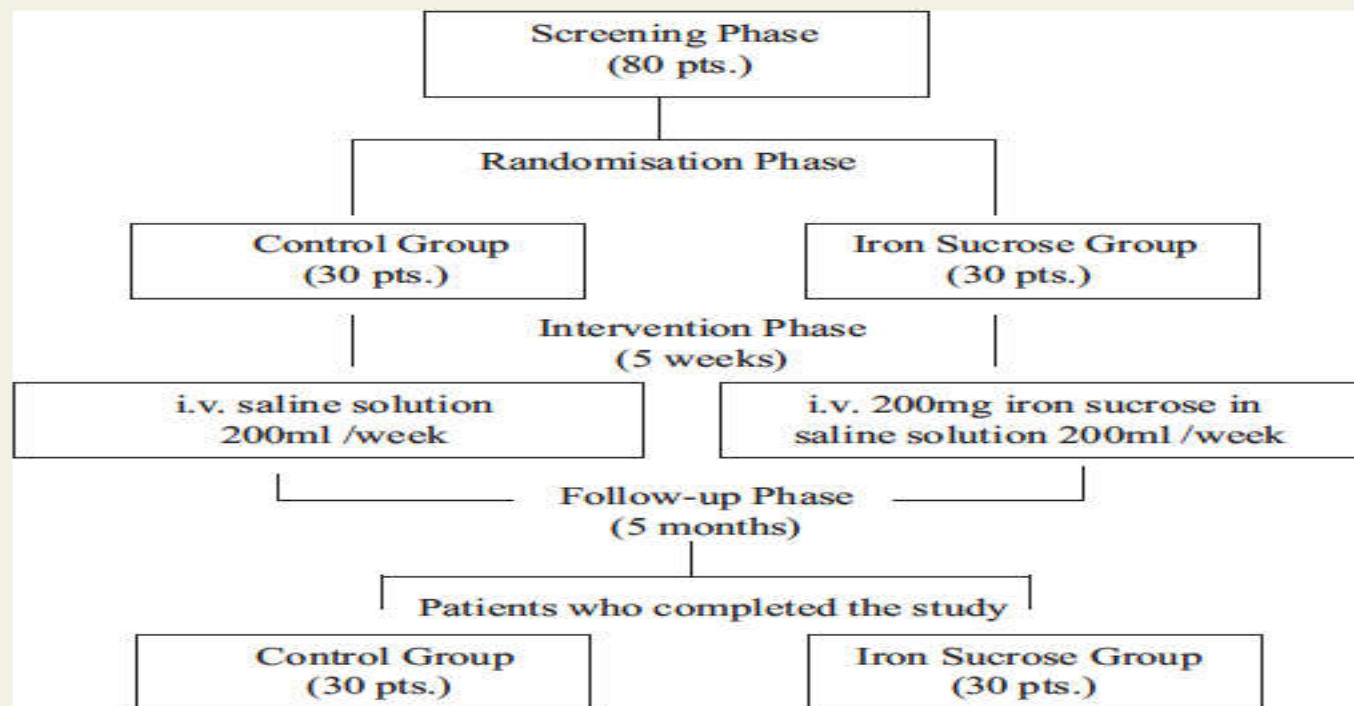 Screening Phase
(80 pts.)
Randomisation Phase
Control Group
(30 pts.)
Iron Sucrose Group
(30 pts.)
Intervention Phase
(5 weeks)
i.v. saline solution
200ml /week
i.v. 200mg iron sucrose in
saline solution 200ml /week
Follow-up Phase
(5 months)
Patients who completed the study
Control Group
(30 pts.)
Iron Sucrose Group
(30 pts.)